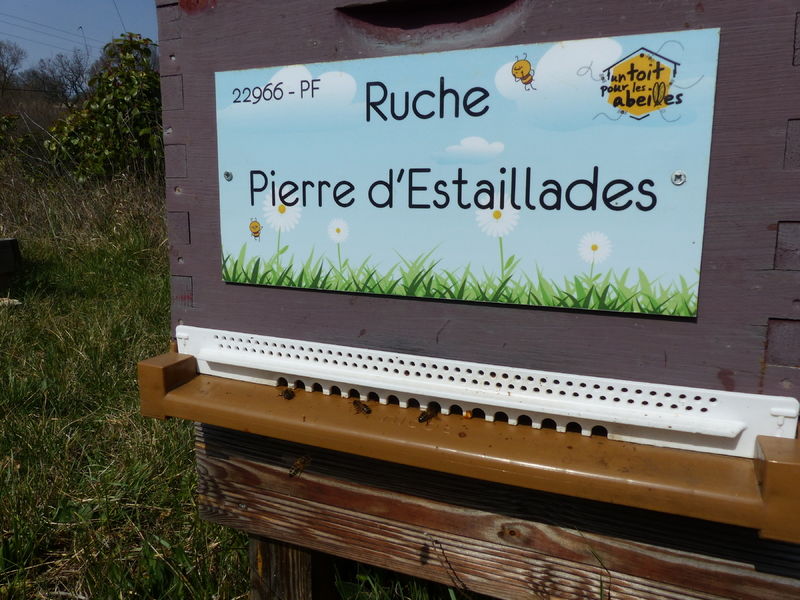 22966 - PF
Ruche
un toit
pour les
abeilles
Pierre d'Estaillades